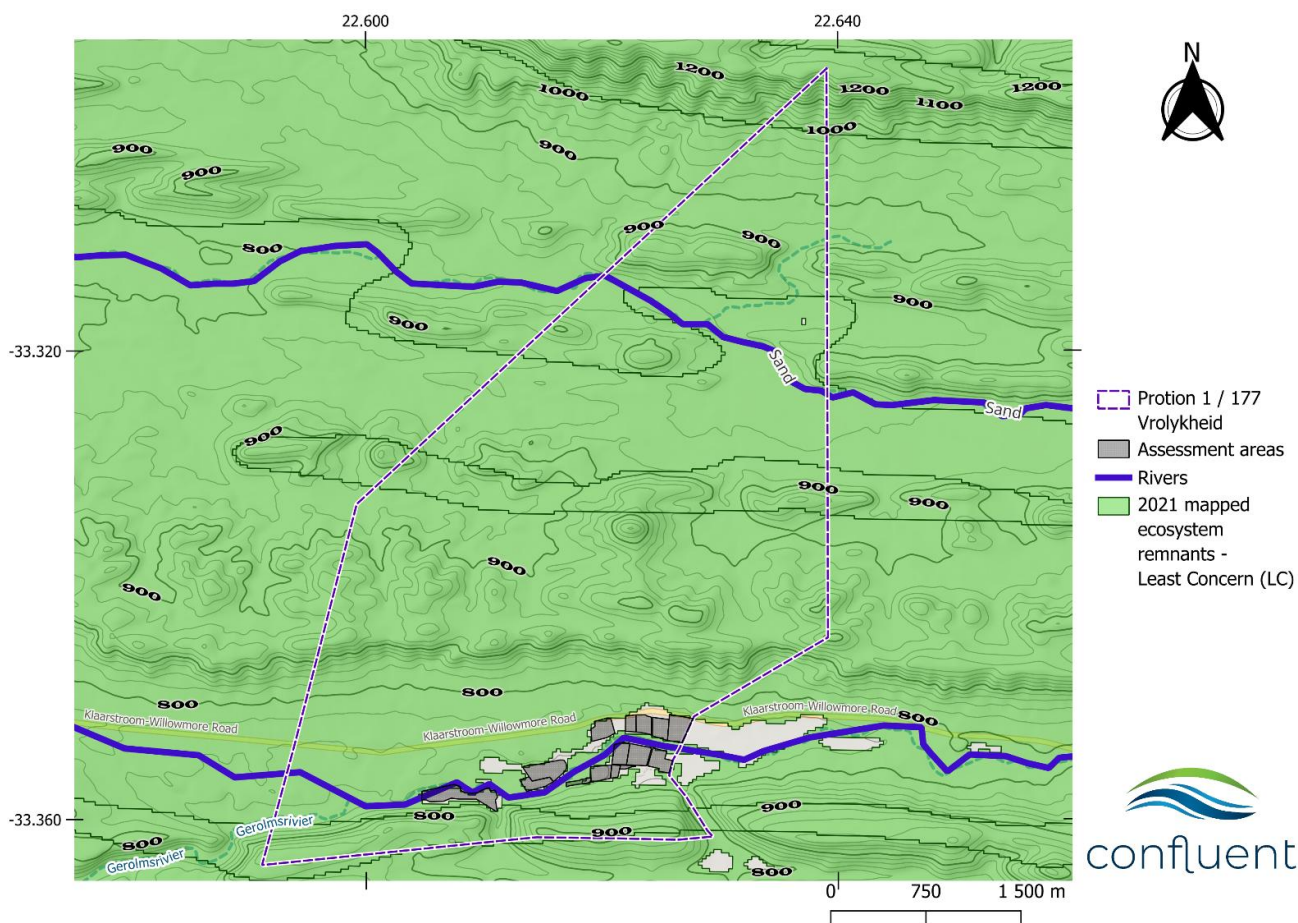 22.600
22.640
N
1200
1000
1200
1200
1100
1000
900
900
900
900
900
800
900
900
-33.320
Sand
Sand
900
900
900
900
900
900
800
800
Klaarstroom-Willowmore Road
Klaarstroom-Willowmore Road
Klaarstroom-Willowmore Road
800
-33.360
Gerolmsrivier
800
900
900
800
Gerolmsrivier
800
Protion 1 / 177
Vrolykheid
Assessment areas
Rivers
2021 mapped
ecosystem
remnants -
Least Concern (LC)
confluent
0 750 1 500 m